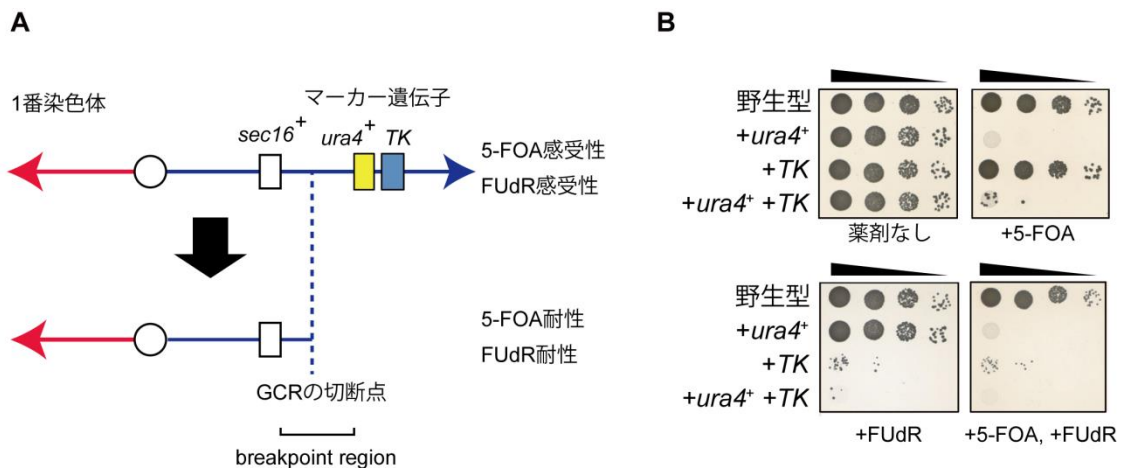 A
1番染色体
マーカー遺伝子
sec16+
ura4+
TK
5-FOA感受性
FUdR感受性
5-FOA耐性
FUdR耐性
GCRの切断点
breakpoint region
B
野生型
+ura4+
+TK
+ura4+ +TK
薬剤なし
+5-FOA
野生型
+ura4+
+TK
+ura4+ +TK
+FUdR
+5-FOA, +FUdR